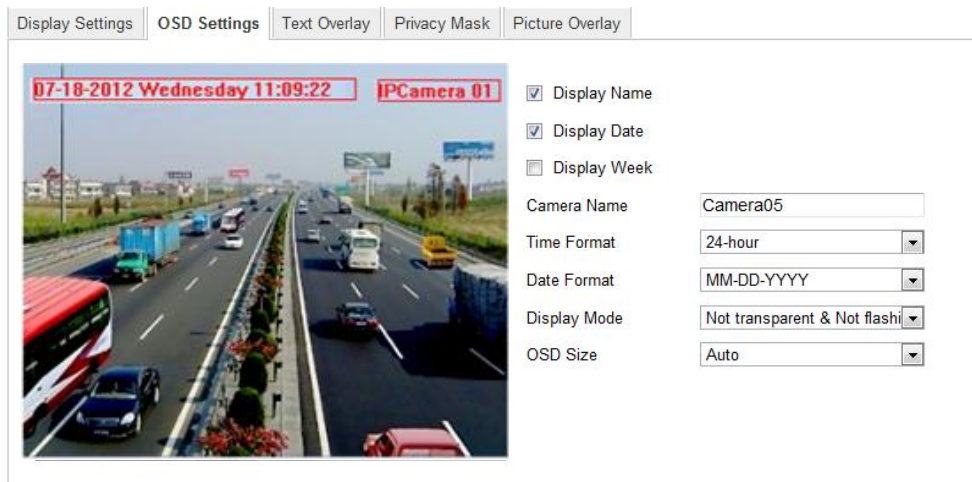 Display Settings
OSD Settings
Text Overlay
Privacy Mask
Picture Overlay
07-18-2012 Wednesday 11:09:22
IPCamera 01
Display Name
Display Date
Display Week
Camera Name
Camera05
Time Format
24-hour
Date Format
MM-DD-YYYY
Display Mode
Not transparent & Not flashi
OSD Size
Auto